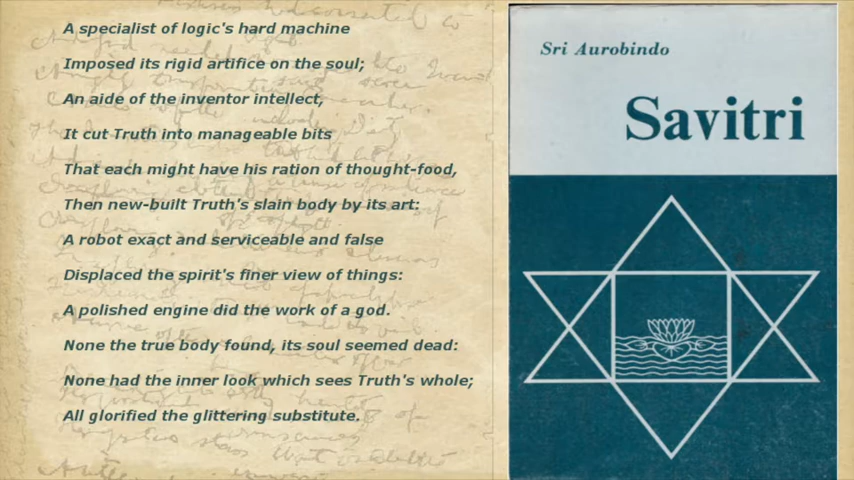 A specialist of logic's hard machine
Imposed its rigid artifice on the soul;
An aide of the inventor intellect,
It cut Truth into manageable bits
That each might have his ration of thought-food,
Then new-built Truth's slain body by its art:
A robot exact and serviceable and false
Displaced the spirit's finer view of things:
A polished engine did the work of a god.
None the true body found, its soul seemed dead:
None had the inner look which sees Truth's whole;
All glorified the glittering substitute.
Sri Aurobindo
Savitri